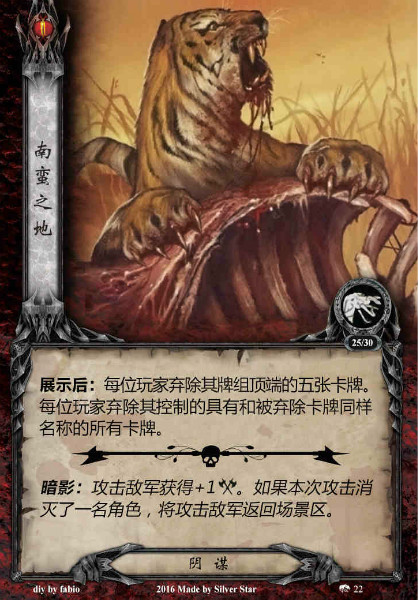 南蛮之地
25/30
展示后：每位玩家弃除其牌组顶端的五张卡牌。
每位玩家弃除其控制的具有和被弃除卡牌同样
名称的所有卡牌。
暗影：攻击敌军获得+1。如果本次攻击消
灭了一名角色，将攻击敌军返回场景区。
阴谋
diy by fabio
2016 Made by Silver Star
22